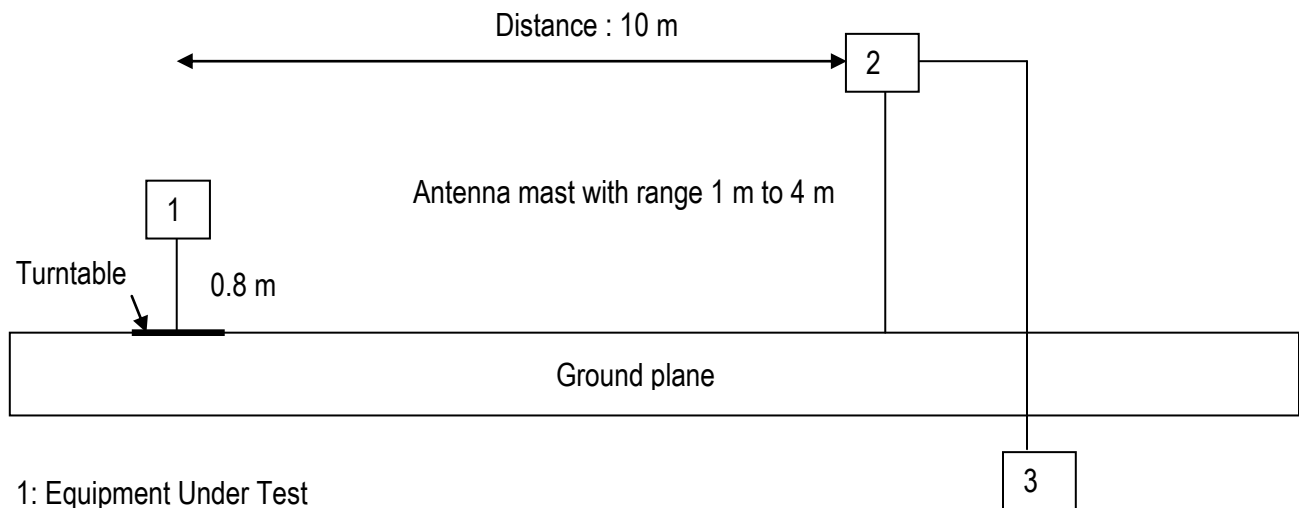 Distance : 10 m
2
Antenna mast with range 1 m to 4 m
1
Turntable
0.8 m
Ground plane
3
1: Equipment Under Test